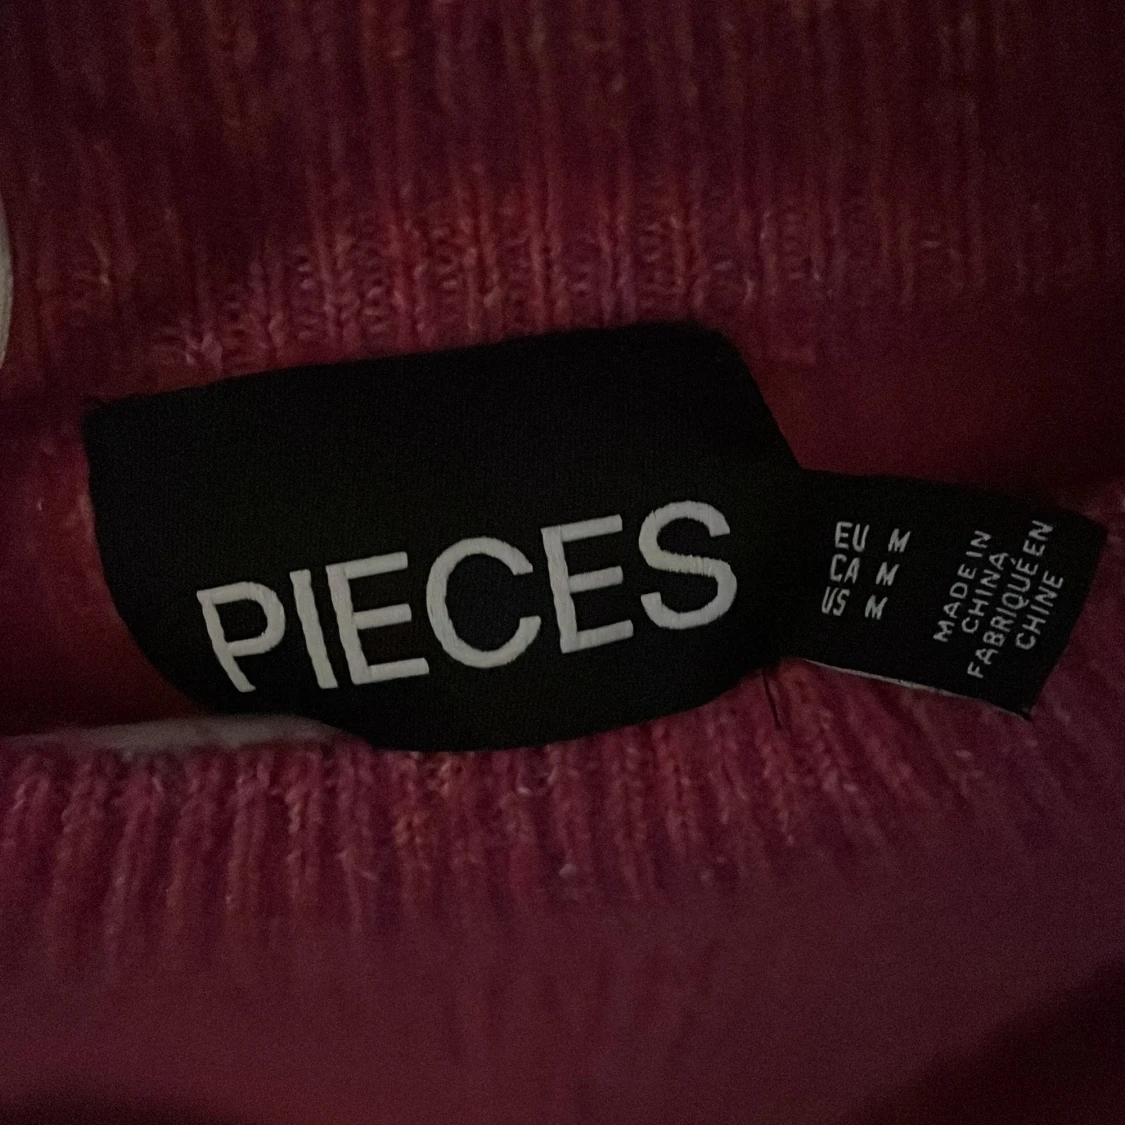 PIECES
EU M
CA M
US M
MADE IN
CHINA
FABRIQUÉ EN
CHINE